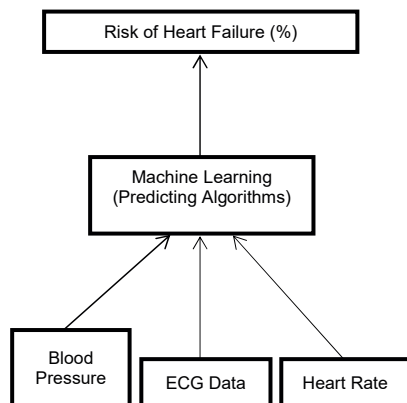 Risk of Heart Failure (%)
Machine Learning
(Predicting Algorithms)
Blood
Pressure
ECG Data
Heart Rate